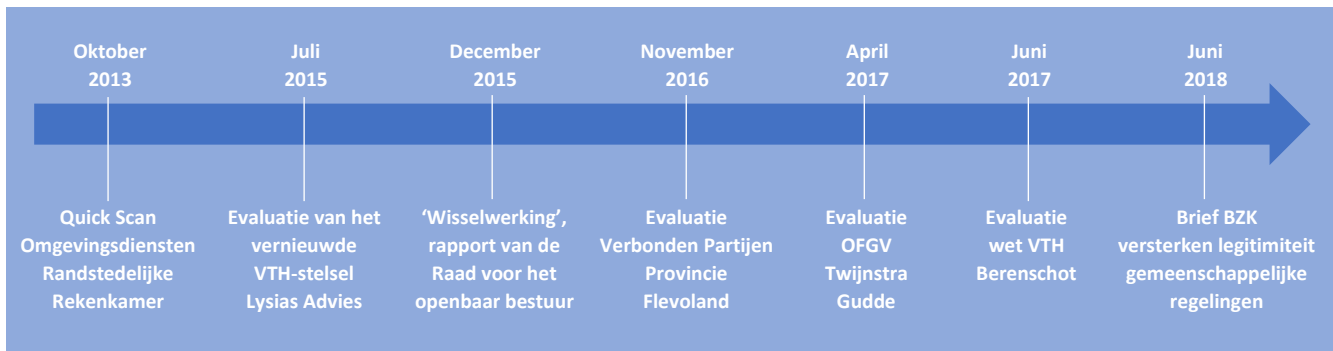 Oktober
2013
Juli
2015
December
2015
November
2016
April
2017
Juni
2017
Juni
2018
Quick Scan
Omgevingsdiensten
Randstedelijke
Rekenkamer
Evaluatie van het
vernieuwde
VTH-stelsel
Lysias Advies
‘Wisselwerking’,
rapport van de
Raad voor het
openbaar bestuur
Evaluatie
Verbonden Partijen
Provincie
Flevoland
Evaluatie
OFGV
Twijnstra
Gudde
Evaluatie
wet VTH
Berenschot
Brief BZK
versterken legitimiteit
gemeenschappelijke
regelingen